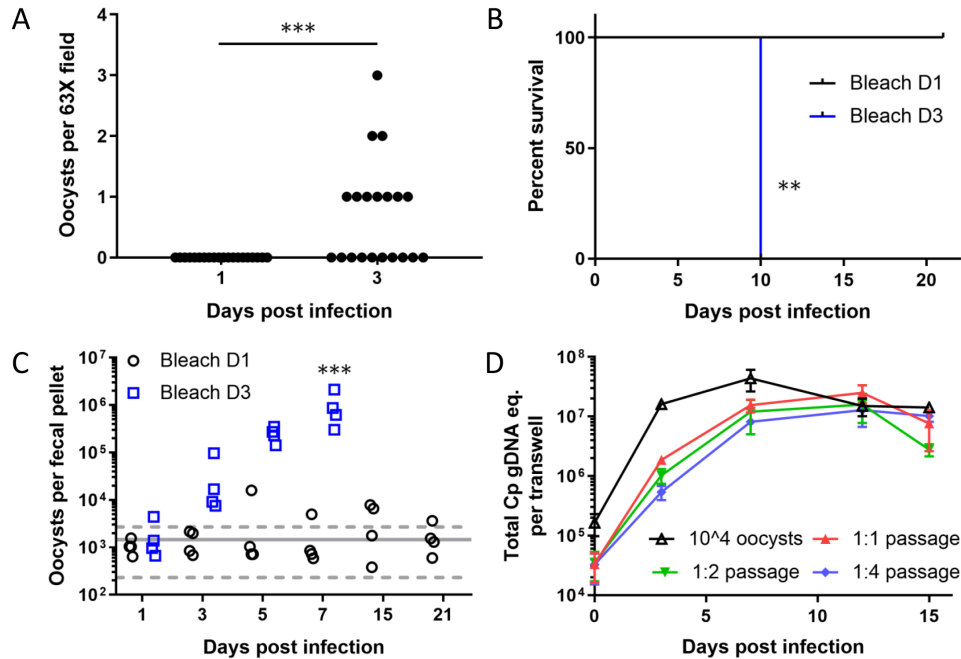 A
Oocysts per 63X field
4
3
2
1
0
***
1
3
Days post infection
B
Percent survival
100
50
0
Bleach D1
Bleach D3
**
0
5
10
15
20
Days post infection
C
Oocysts per fecal pellet
10^7
10^6
10^5
10^4
10^3
10^2
Bleach D1
Bleach D3
***
1
3
5
7
15
21
Days post infection
D
Total Cp gDNA eq.
per transwell
10^8
10^7
10^6
10^5
10^4
10^4 oocysts
1:1 passage
1:2 passage
1:4 passage
0
5
10
15
Days post infection